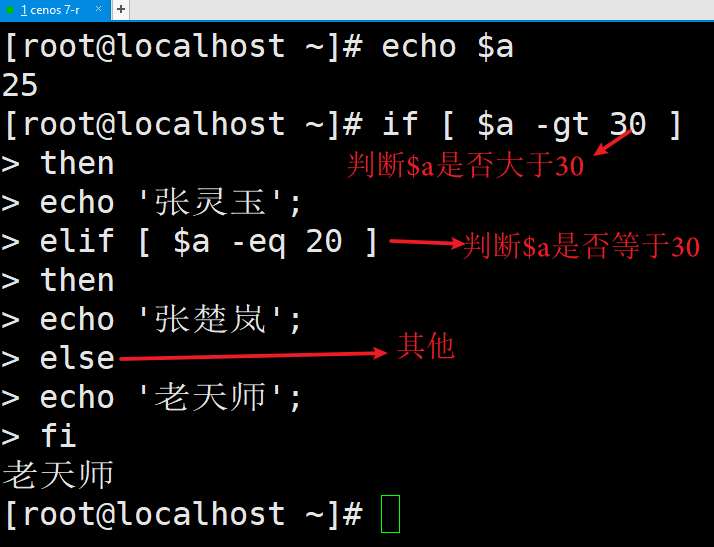 1 cenos 7-r × +
[root@localhost ~]# echo $a
25
[root@localhost ~]# if [ $a -gt 30 ]
> then
判断$a是否大于30
> echo '张灵玉';
> elif [ $a -eq 20 ]
判断$a是否等于30
> then
> echo '张楚岚';
> else
其他
> echo '老天师';
> fi
老天师
[root@localhost ~]#